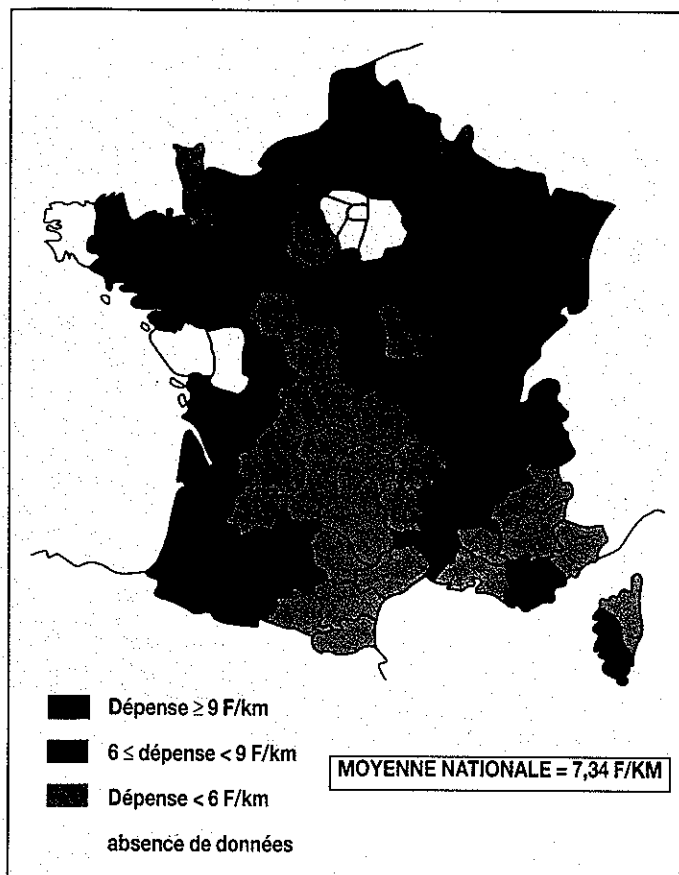 Dépense ≥ 9 F/km
6 ≤ dépense < 9 F/km
MOYENNE NATIONALE = 7,34 F/KM
Dépense < 6 F/km
absence de données